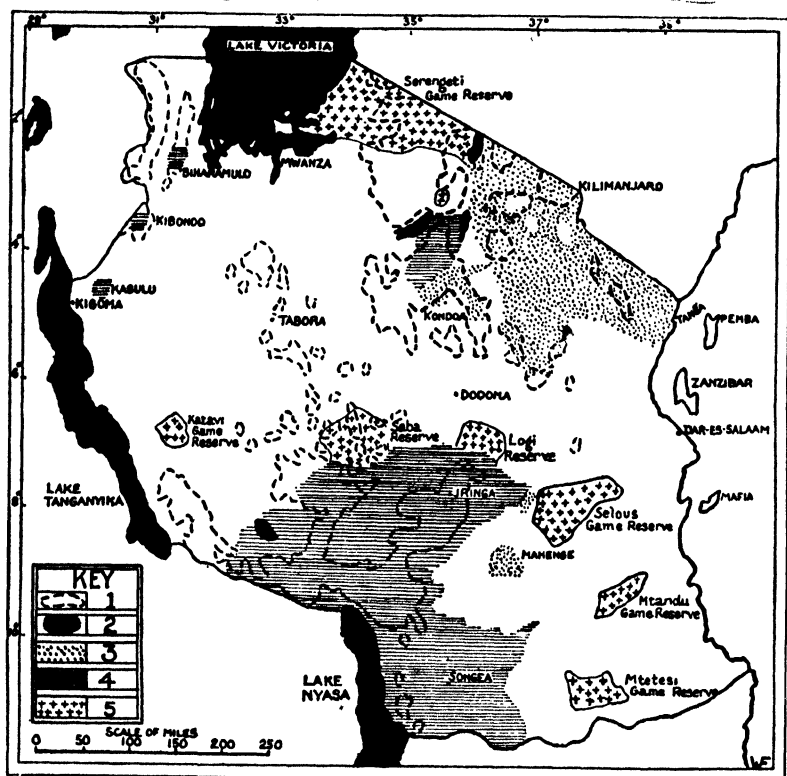 29° 31° 33° 35° 37°
LAKE VICTORIA
Serengeti
Game Reserve
BIHARAMULO
MWANZA
KILIMANJARO
KIBONDO
KASULU
KIGOMA
TABORA
KONDOA
TANGA
PEMBA
DODOMA
ZANZIBAR
DAR-ES-SALAAM
Katavi
Game
Reserve
Saba
Reserve
Logi
Reserve
LAKE
TANGANYIKA
IRINGA
Selous
Game Reserve
MAFIA
MAHENGE
KEY
1
2
3
4
5
Mtandu
Game Reserve
LAKE
NYASA
SONGEA
Mtetesi
Game Reserve
SCALE OF MILES
0 50 100 150 200 250